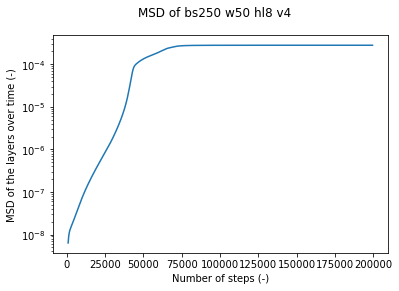 MSD of bs250 w50 hl8 v4
MSD of the layers over time (-)
10⁻⁴
10⁻⁵
10⁻⁶
10⁻⁷
10⁻⁸
0 25000 50000 75000 100000 125000 150000 175000 200000
Number of steps (-)